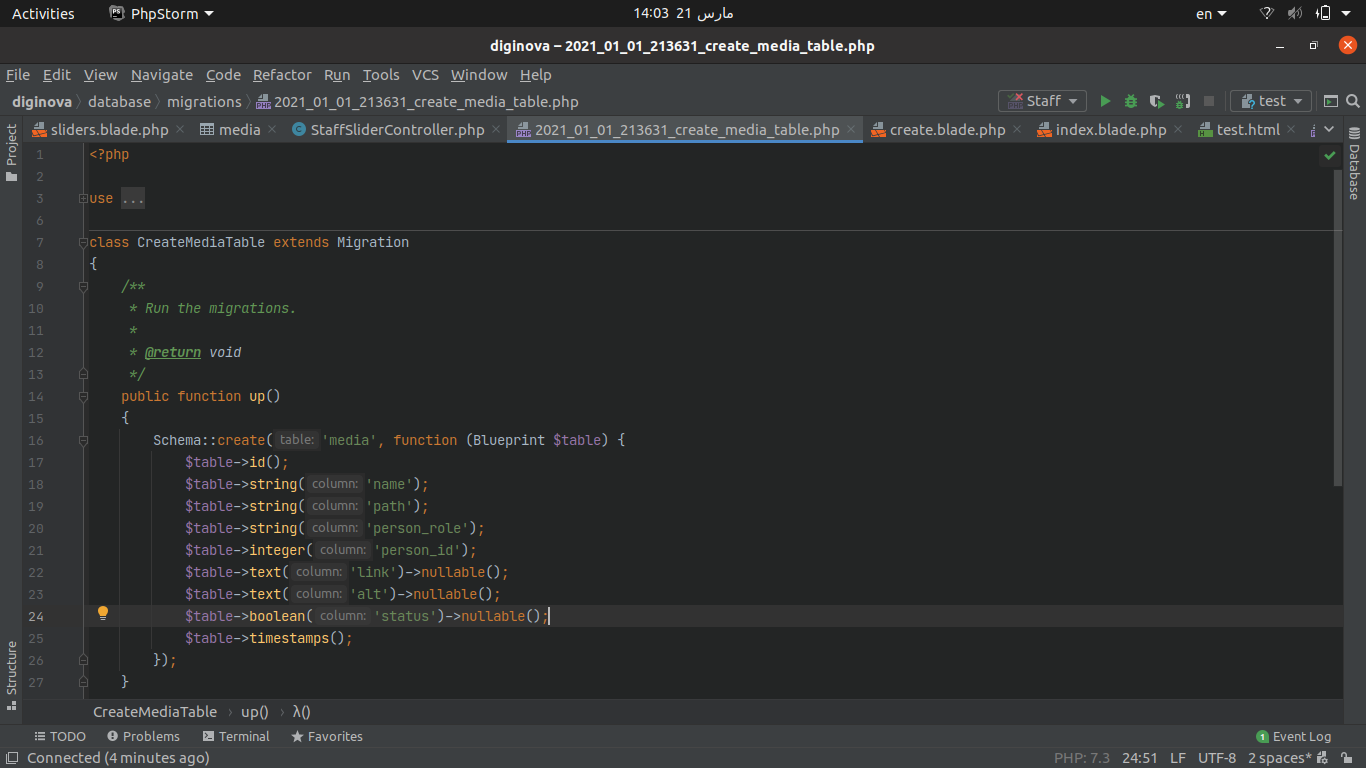 Activities PhpStorm 14:03 21 مارس en
diginova – 2021_01_01_213631_create_media_table.php
File Edit View Navigate Code Refactor Run Tools VCS Window Help
diginova database migrations 2021_01_01_213631_create_media_table.php Staff test
sliders.blade.php media StaffSliderController.php 2021_01_01_213631_create_media_table.php create.blade.php index.blade.php test.html
Project
Structure
Database
1 <?php
2
3 use ...
6
7 class CreateMediaTable extends Migration
8 {
9 /**
10 * Run the migrations.
11 *
12 * @return void
13 */
14 public function up()
15 {
16 Schema::create( table: 'media', function (Blueprint $table) {
17 $table->id();
18 $table->string( column: 'name');
19 $table->string( column: 'path');
20 $table->string( column: 'person_role');
21 $table->integer( column: 'person_id');
22 $table->text( column: 'link')->nullable();
23 $table->text( column: 'alt')->nullable();
24 $table->boolean( column: 'status')->nullable();
25 $table->timestamps();
26 });
27 }
CreateMediaTable up() λ()
TODO Problems Terminal Favorites 1 Event Log
Connected (4 minutes ago) PHP: 7.3 24:51 LF UTF-8 2 spaces*